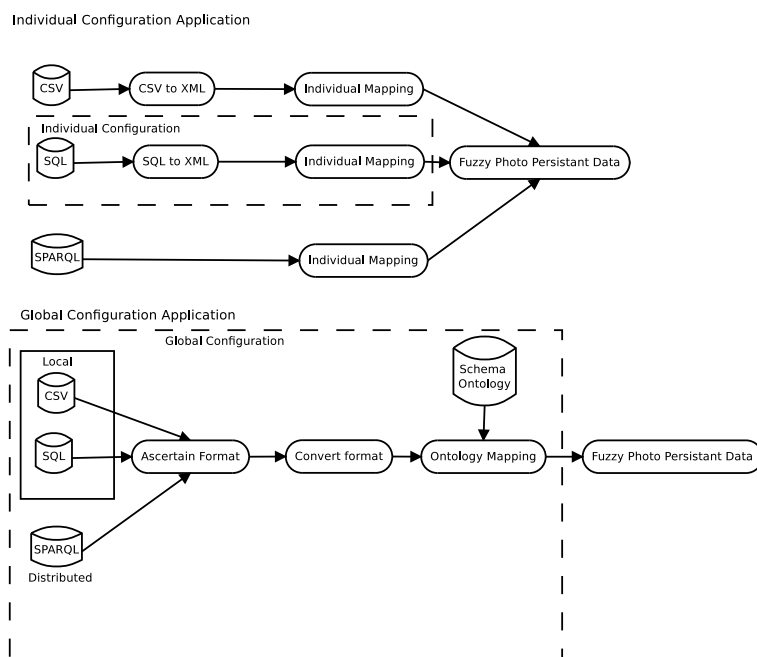 Individual Configuration Application
CSV
CSV to XML
Individual Mapping
Individual Configuration
SQL
SQL to XML
Individual Mapping
Fuzzy Photo Persistant Data
SPARQL
Individual Mapping
Global Configuration Application
Global Configuration
Local
CSV
Schema
Ontology
SQL
Ascertain Format
Convert format
Ontology Mapping
Fuzzy Photo Persistant Data
SPARQL
Distributed